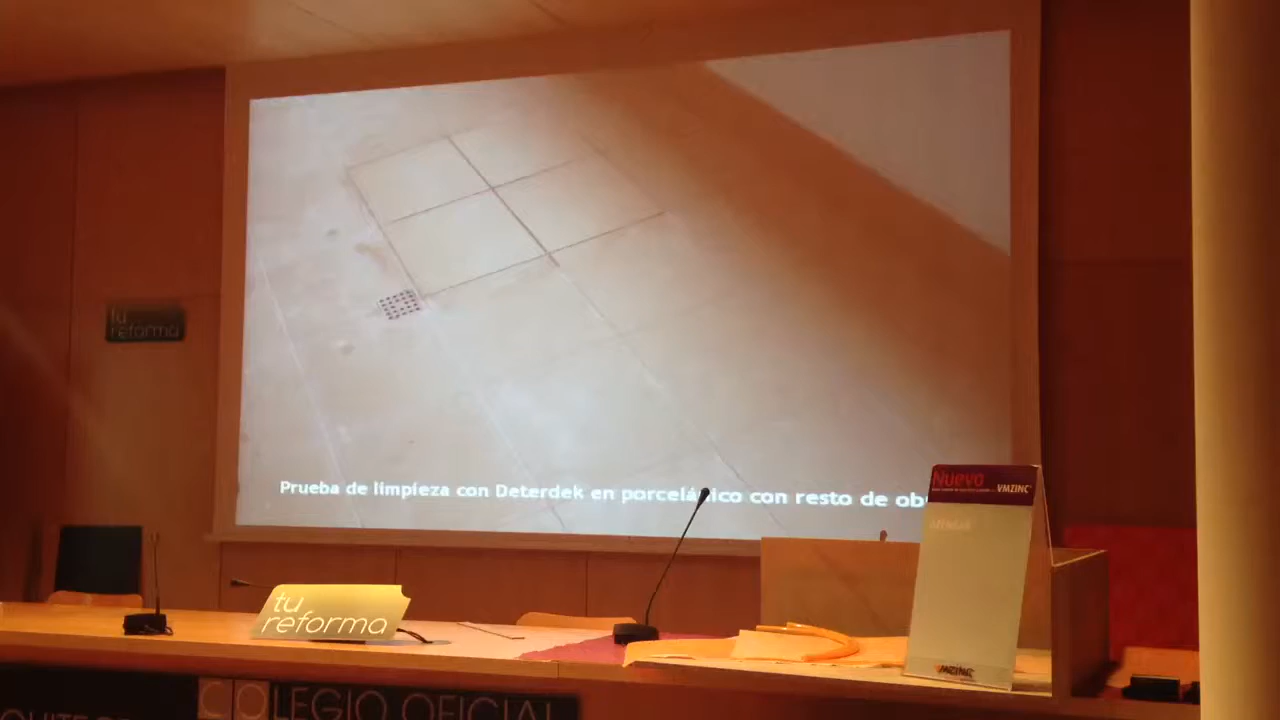 tu
reforma
Prueba de limpieza con Deterdek en porcelánico con resto de
Nuevo
VMZINC
tu
reforma
VMZINC
COLEGIO OFICIAL